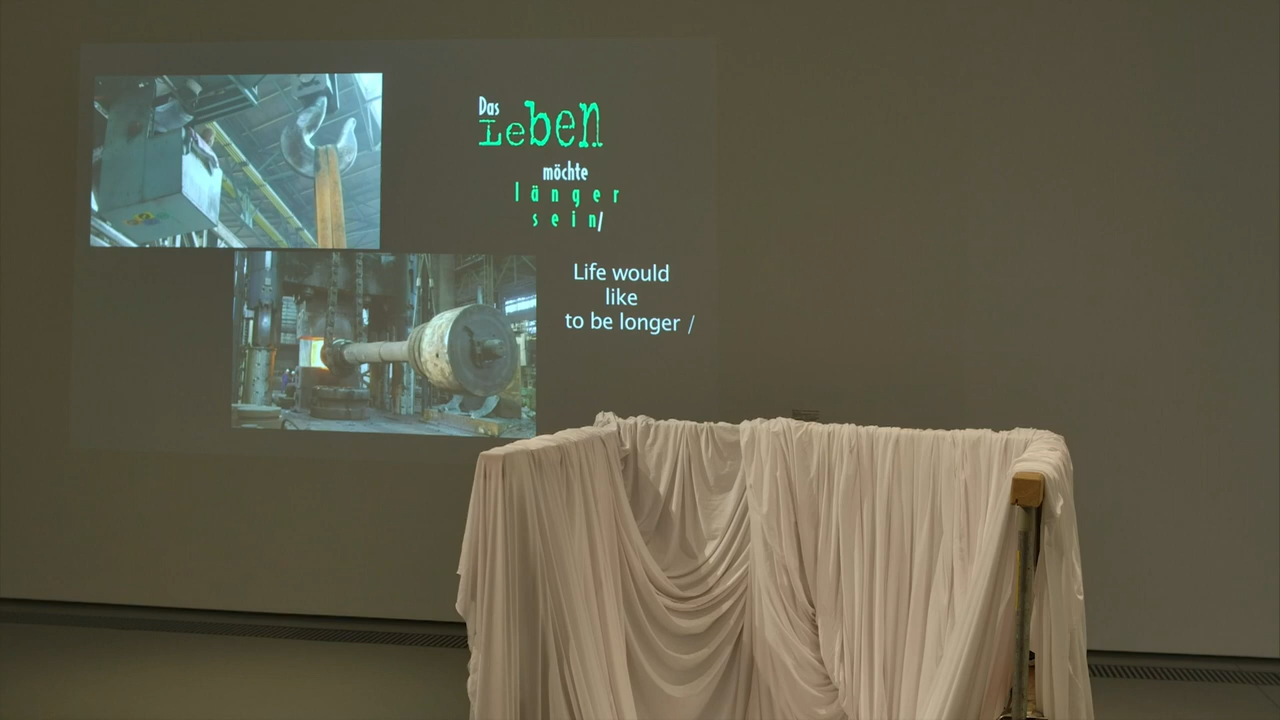 Das
Leben
möchte
länger
sein/
Life would
like
to be longer /